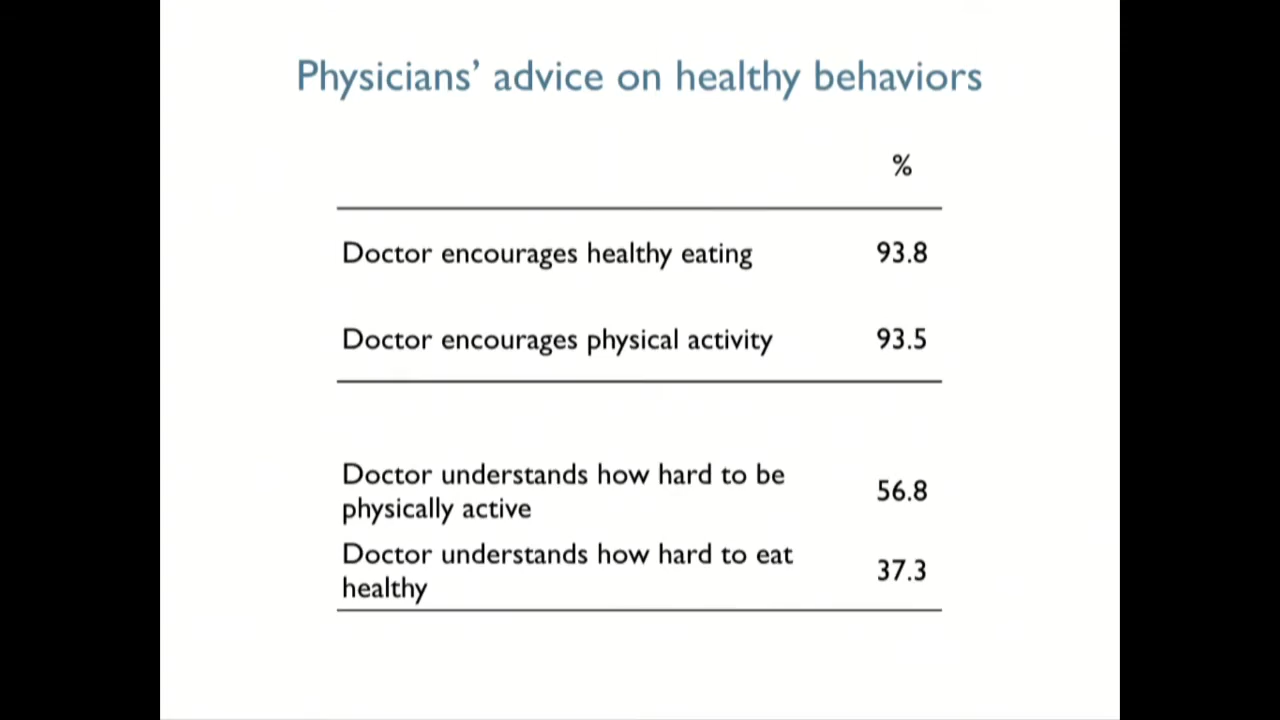 Physicians’ advice on healthy behaviors
%
Doctor encourages healthy eating 93.8
Doctor encourages physical activity 93.5
Doctor understands how hard to be
physically active 56.8
Doctor understands how hard to eat
healthy 37.3